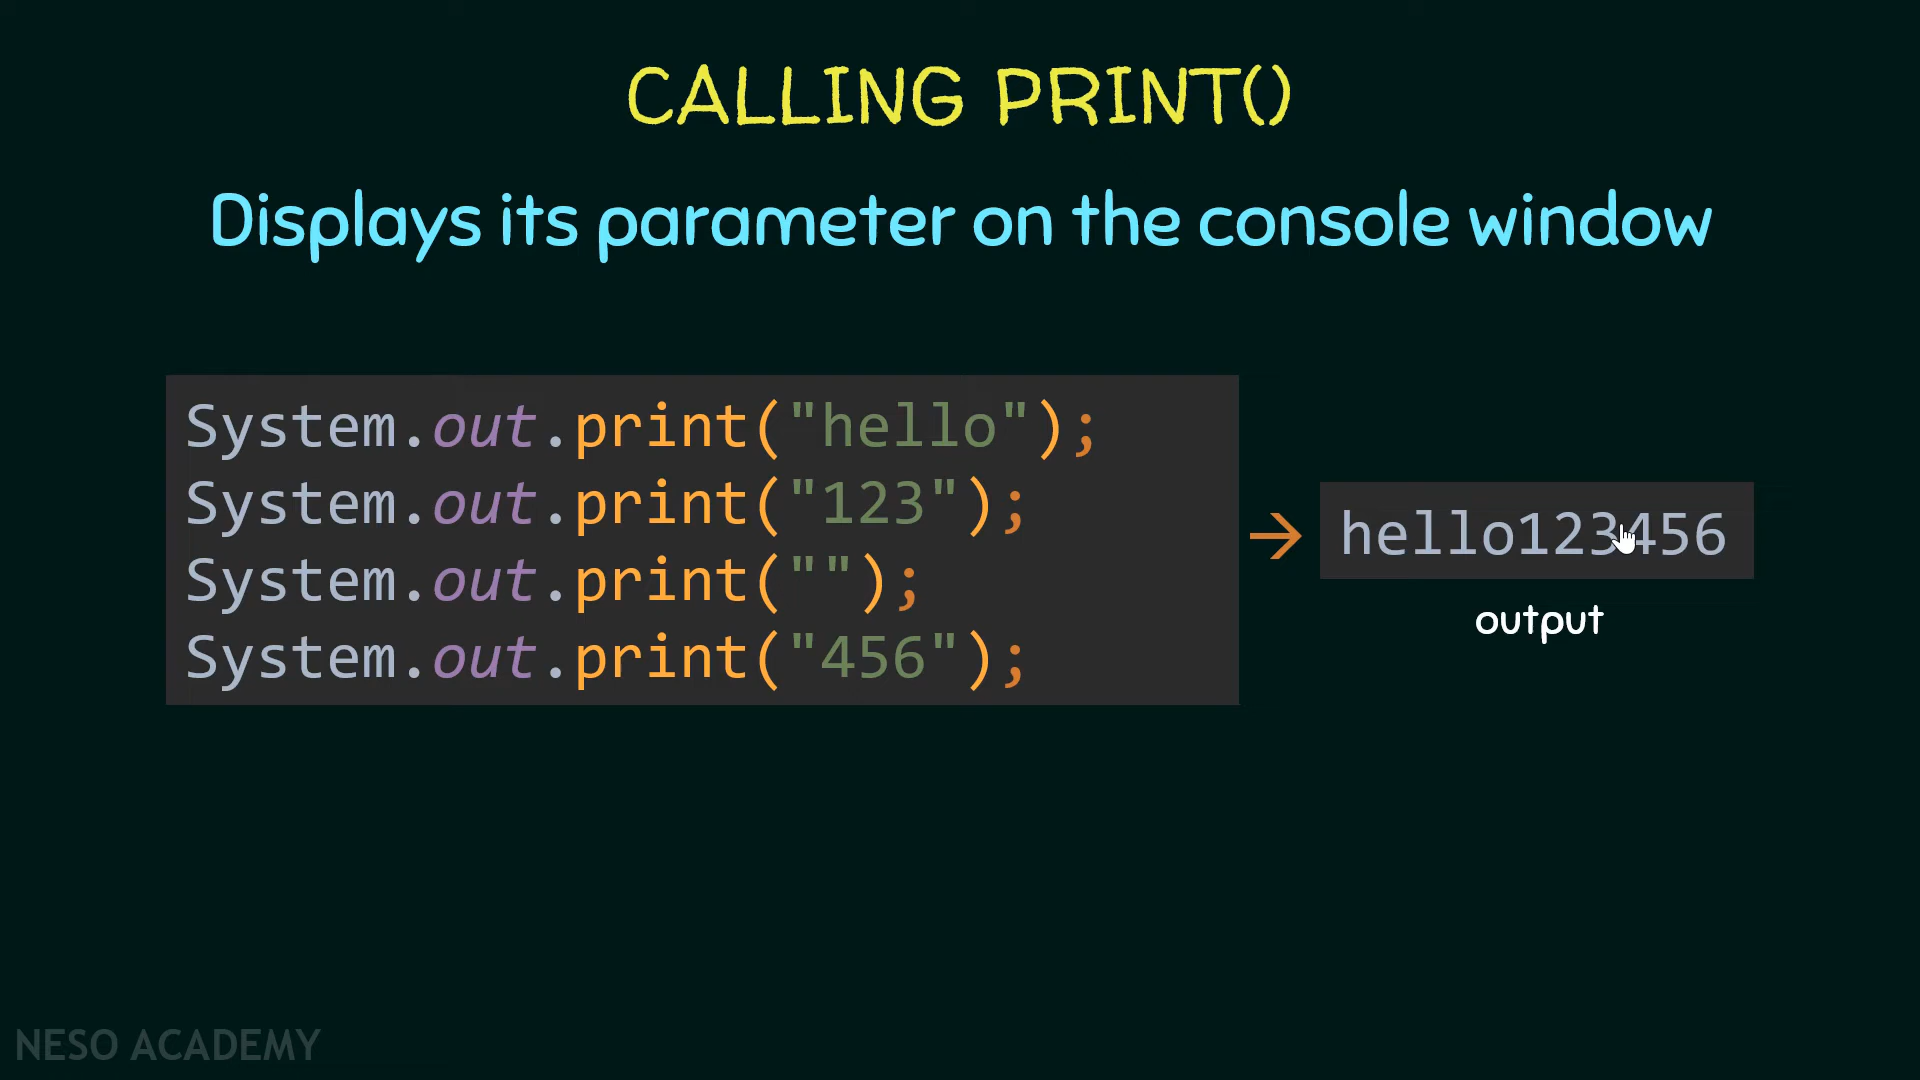 CALLING PRINT()
Displays its parameter on the console window
System.out.print("hello");
System.out.print("123");
System.out.print("");
System.out.print("456");
→
hello123456
output
NESO ACADEMY